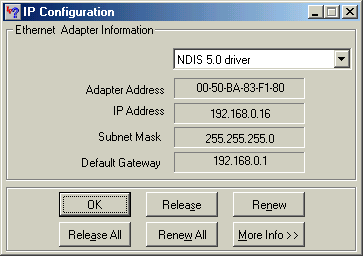 IP Configuration
Ethernet Adapter Information
NDIS 5.0 driver
Adapter Address 00-50-BA-83-F1-80
IP Address 192.168.0.16
Subnet Mask 255.255.255.0
Default Gateway 192.168.0.1
OK Release Renew
Release All Renew All More Info >>